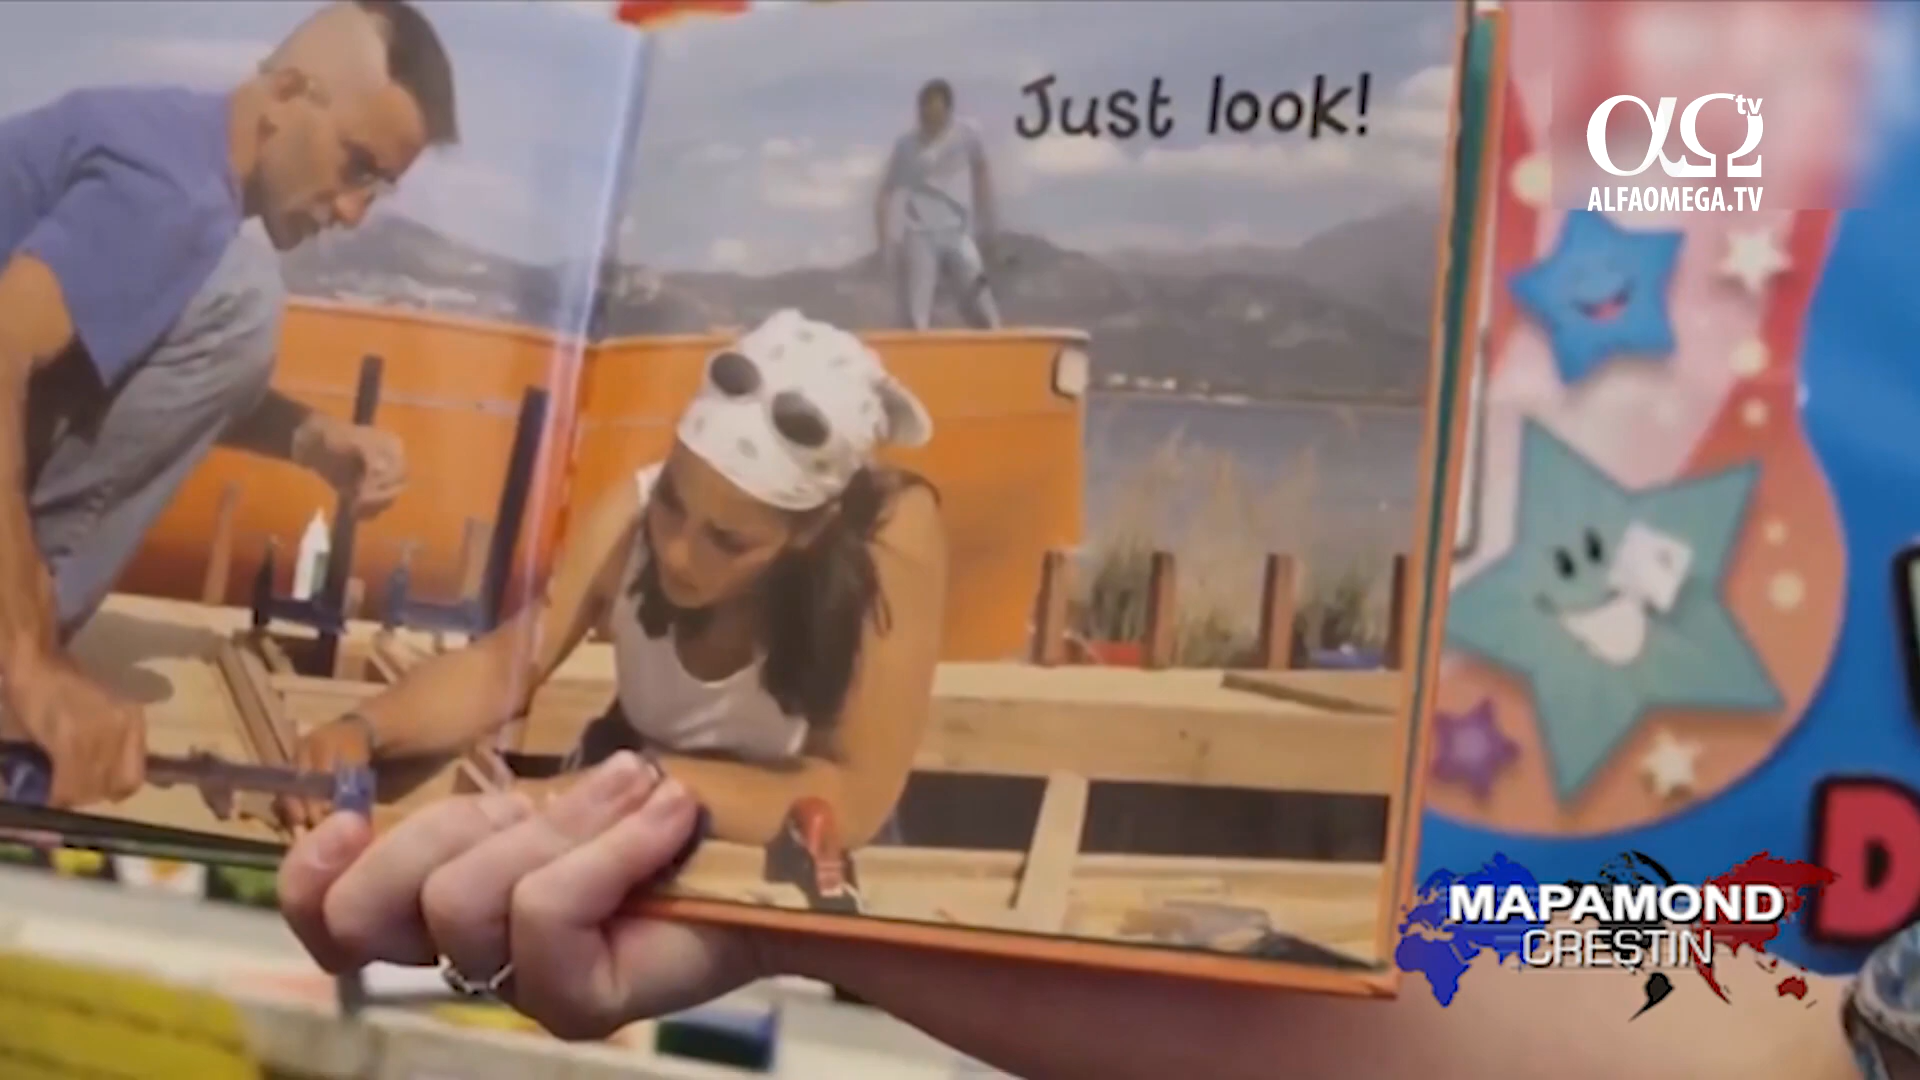 Just look!
αΩ tv
ALFAOMEGA.TV
D
MAPAMOND
CREȘTIN